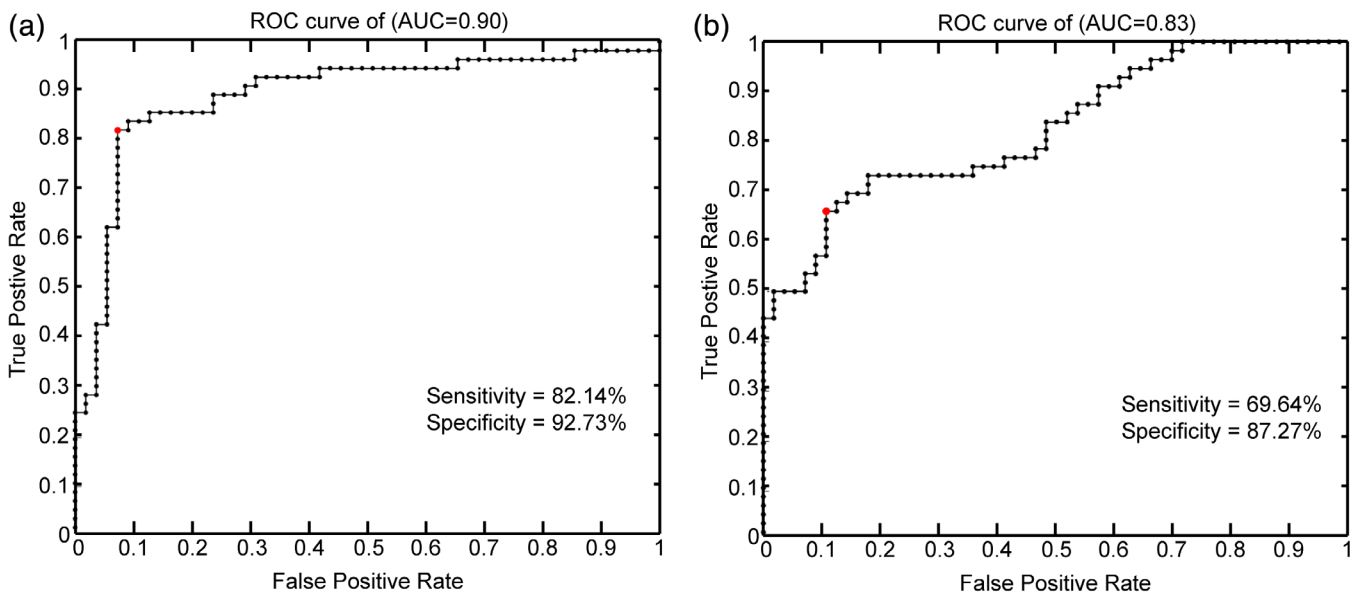 (a)
ROC curve of (AUC=0.90)
1
0.9
0.8
0.7
0.6
0.5
0.4
0.3
0.2
0.1
0
True Postive Rate
Sensitivity = 82.14%
Specificity = 92.73%
0 0.1 0.2 0.3 0.4 0.5 0.6 0.7 0.8 0.9 1
False Positive Rate
(b)
ROC curve of (AUC=0.83)
1
0.9
0.8
0.7
0.6
0.5
0.4
0.3
0.2
0.1
0
True Postive Rate
Sensitivity = 69.64%
Specificity = 87.27%
0 0.1 0.2 0.3 0.4 0.5 0.6 0.7 0.8 0.9 1
False Positive Rate